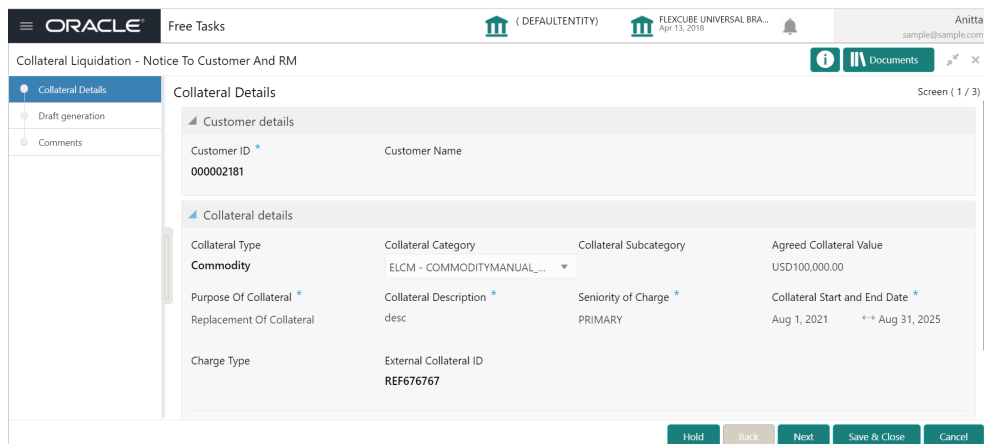 ORACLE®
Free Tasks
( DEFAULTENTITY)
FLEXCUBE UNIVERSAL BRA...
Apr 13, 2018
Anitta
sample@sample.com
Collateral Liquidation - Notice To Customer And RM
Documents
Collateral Details
Draft generation
Comments
Collateral Details
Screen ( 1 / 3)
Customer details
Customer ID *
Customer Name
000002181
Collateral details
Collateral Type
Collateral Category
Collateral Subcategory
Agreed Collateral Value
Commodity
ELCM - COMMODITYMANUAL_...
USD100,000.00
Purpose Of Collateral *
Collateral Description *
Seniority of Charge *
Collateral Start and End Date *
Replacement Of Collateral
desc
PRIMARY
Aug 1, 2021 ↔ Aug 31, 2025
Charge Type
External Collateral ID
REF676767
Hold
Back
Next
Save & Close
Cancel